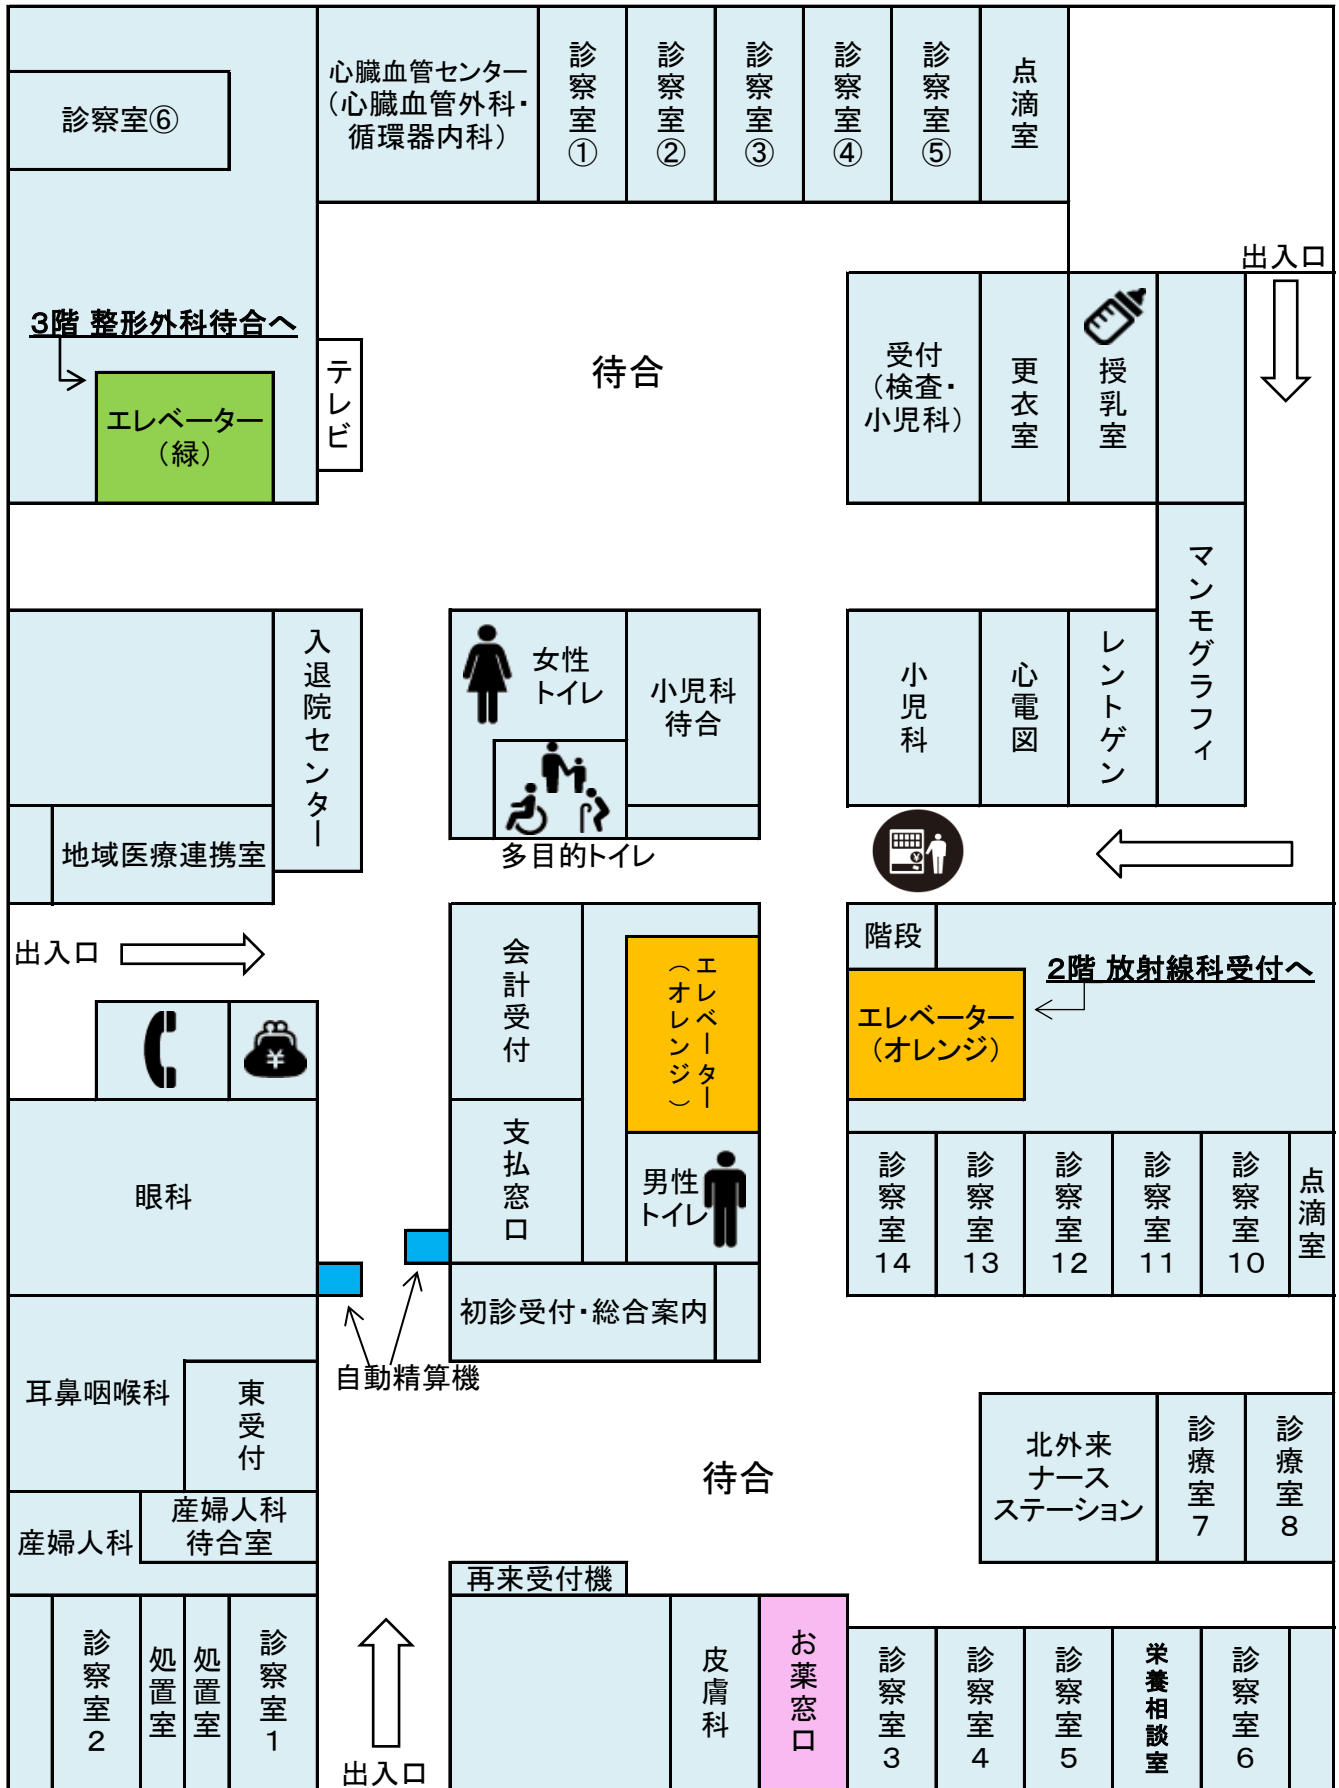 心臓血管センター
（心臓血管外科・
循環器内科）
診察室①
診察室②
診察室③
診察室④
診察室⑤
点滴室
診察室⑥
出入口
3階 整形外科待合へ
エレベーター
（緑）
テレビ
待合
受付
（検査・
小児科）
更衣室
授乳室
マンモグラフィ
入退院センター
女性
トイレ
小児科
待合
小児科
心電図
レントゲン
地域医療連携室
多目的トイレ
出入口
会計受付
エレベーター
（オレンジ）
階段
2階 放射線科受付へ
エレベーター
（オレンジ）
¥
眼科
支払窓口
男性
トイレ
診察室14
診察室13
診察室12
診察室11
診察室10
点滴室
初診受付・総合案内
自動精算機
耳鼻咽喉科
東受付
待合
北外来
ナース
ステーション
診療室7
診療室8
産婦人科
産婦人科
待合室
再来受付機
診察室2
処置室
処置室
診察室1
出入口
皮膚科
お薬窓口
診察室3
診察室4
診察室5
栄養相談室
診察室6